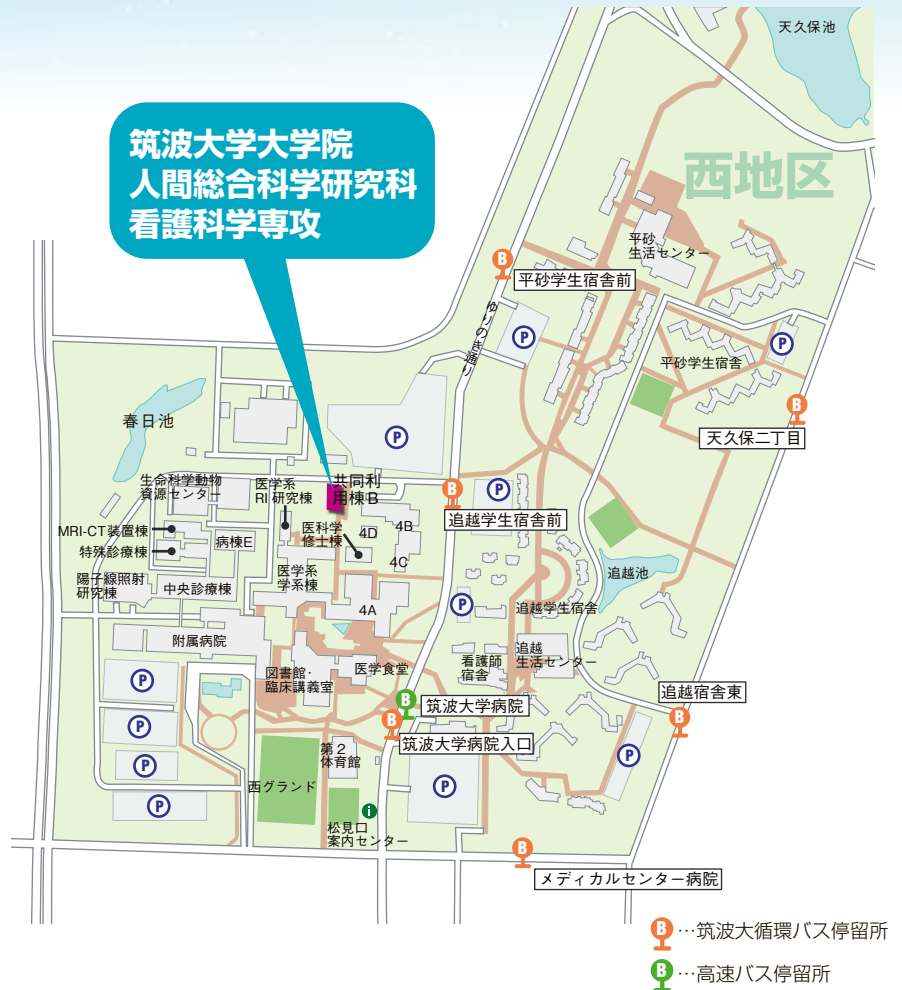 天久保池
筑波大学大学院
人間総合科学研究科
看護科学専攻
西地区
平砂
生活センター
B
平砂学生宿舎前
ゆりのき通り
P
P
平砂学生宿舎
B
天久保二丁目
春日池
P
生命科学動物
資源センター
医学系
RI研究棟
共同利
用棟B
B
P
追越学生宿舎前
MRI-CT装置棟
特殊診療棟
病棟E
医科学
修士棟
4D
4B
4C
陽子線照射
研究棟
中央診療棟
医学系
学系棟
4A
追越池
P
追越学生宿舎
附属病院
図書館・
臨床講義室
医学食堂
看護師
宿舎
追越
生活センター
P
B
筑波大学病院
追越宿舎東
B
B
筑波大学病院入口
P
第2
体育館
P
P
P
西グランド
P
i
松見口
案内センター
B
メディカルセンター病院
B…筑波大循環バス停留所
B…高速バス停留所